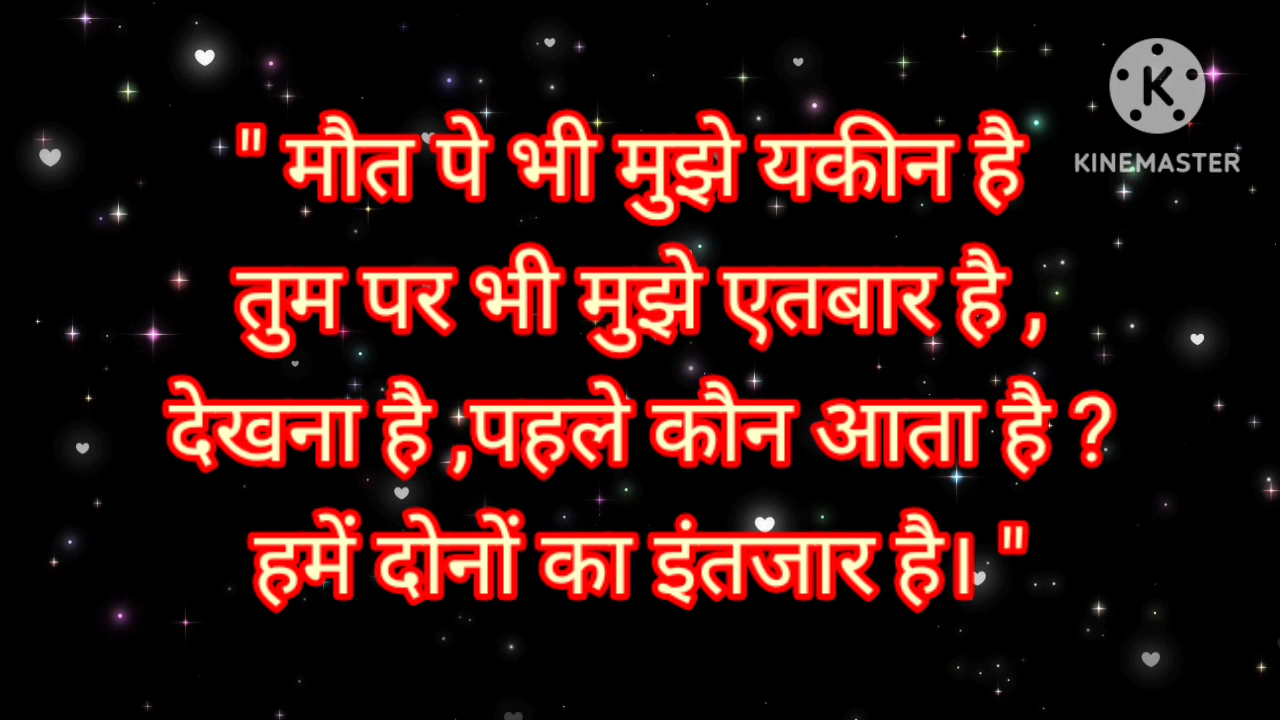 " मौत पे भी मुझे यकीन है
तुम पर भी मुझे एतबार है ,
देखना है ,पहले कौन आता है ?
हमें दोनों का इंतजार है। "
K
KINEMASTER